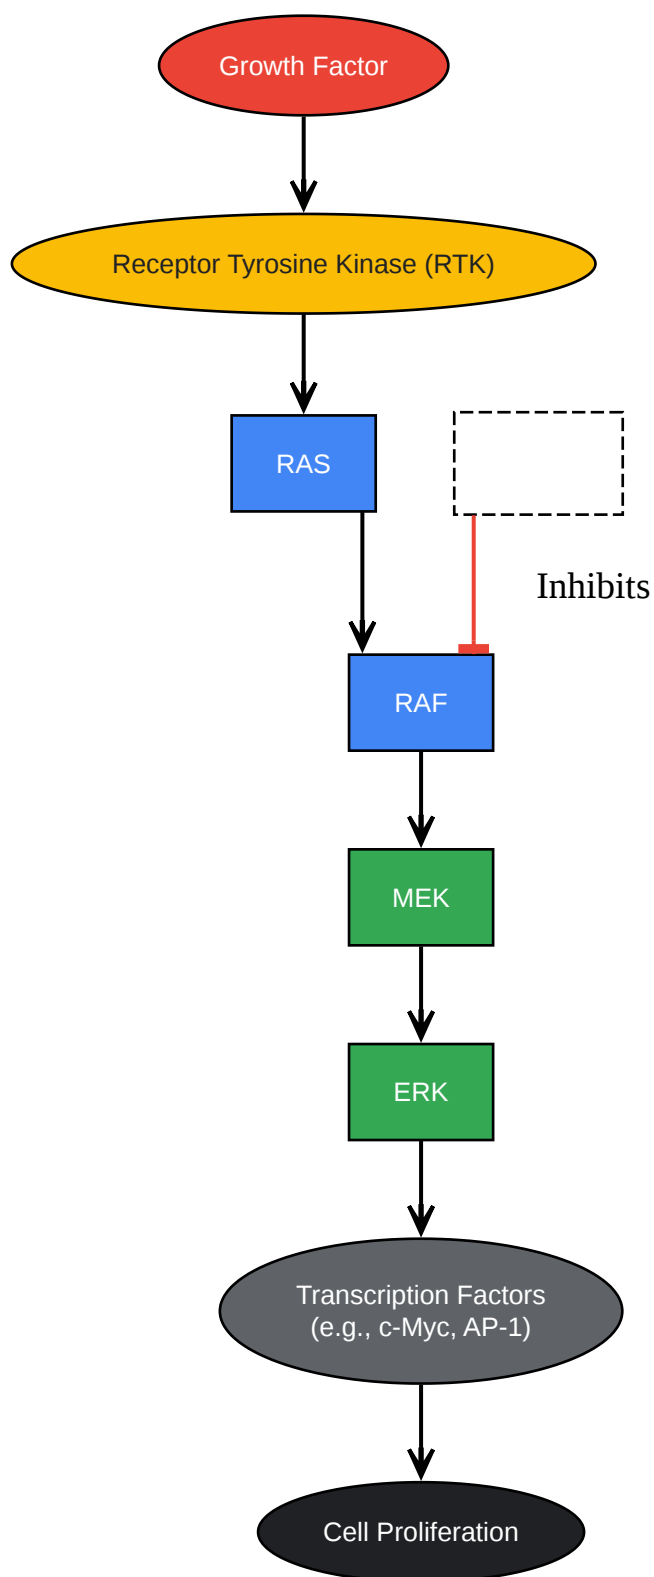 Growth Factor
Receptor Tyrosine Kinase (RTK)
RAS
Inhibits
RAF
MEK
ERK
Transcription Factors
(e.g., c-Myc, AP-1)
Cell Proliferation